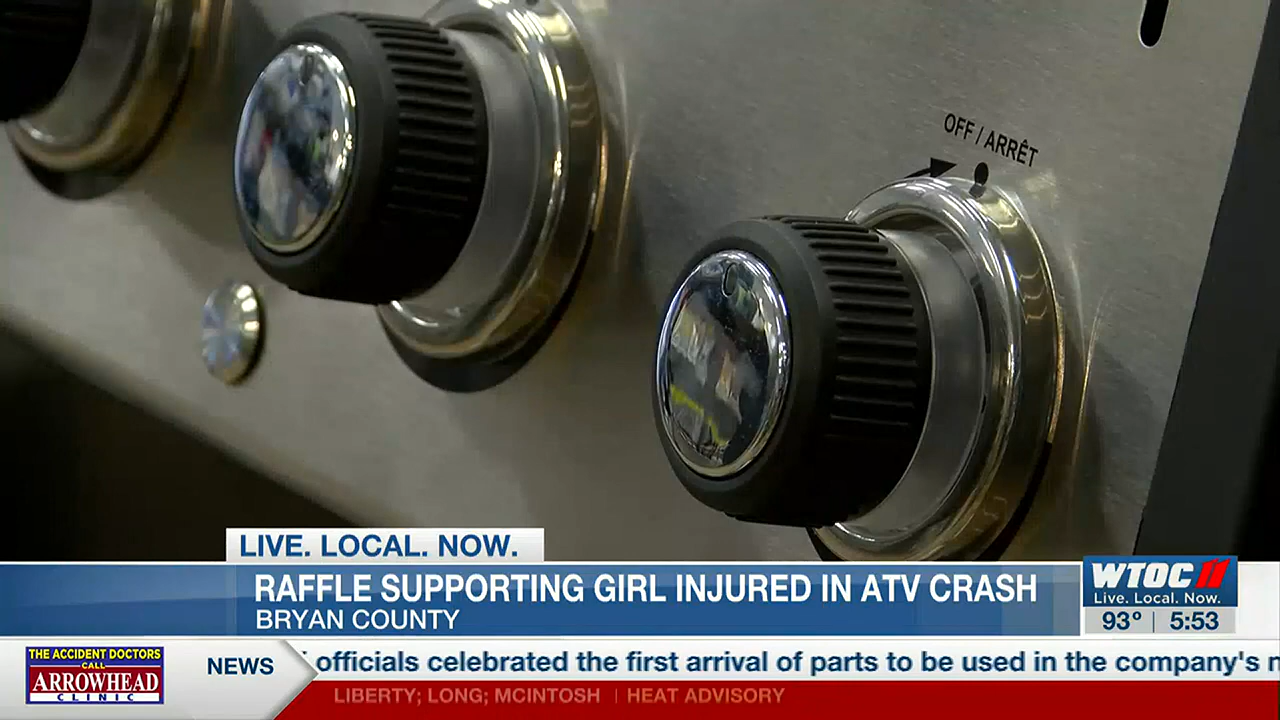 OFF / ARRÊT
LIVE. LOCAL. NOW.
RAFFLE SUPPORTING GIRL INJURED IN ATV CRASH
BRYAN COUNTY
WTOC 11
Live. Local. Now.
93° | 5:53
THE ACCIDENT DOCTORS
CALL
ARROWHEAD
CLINIC
NEWS
officials celebrated the first arrival of parts to be used in the company's
LIBERTY; LONG; MCINTOSH | HEAT ADVISORY